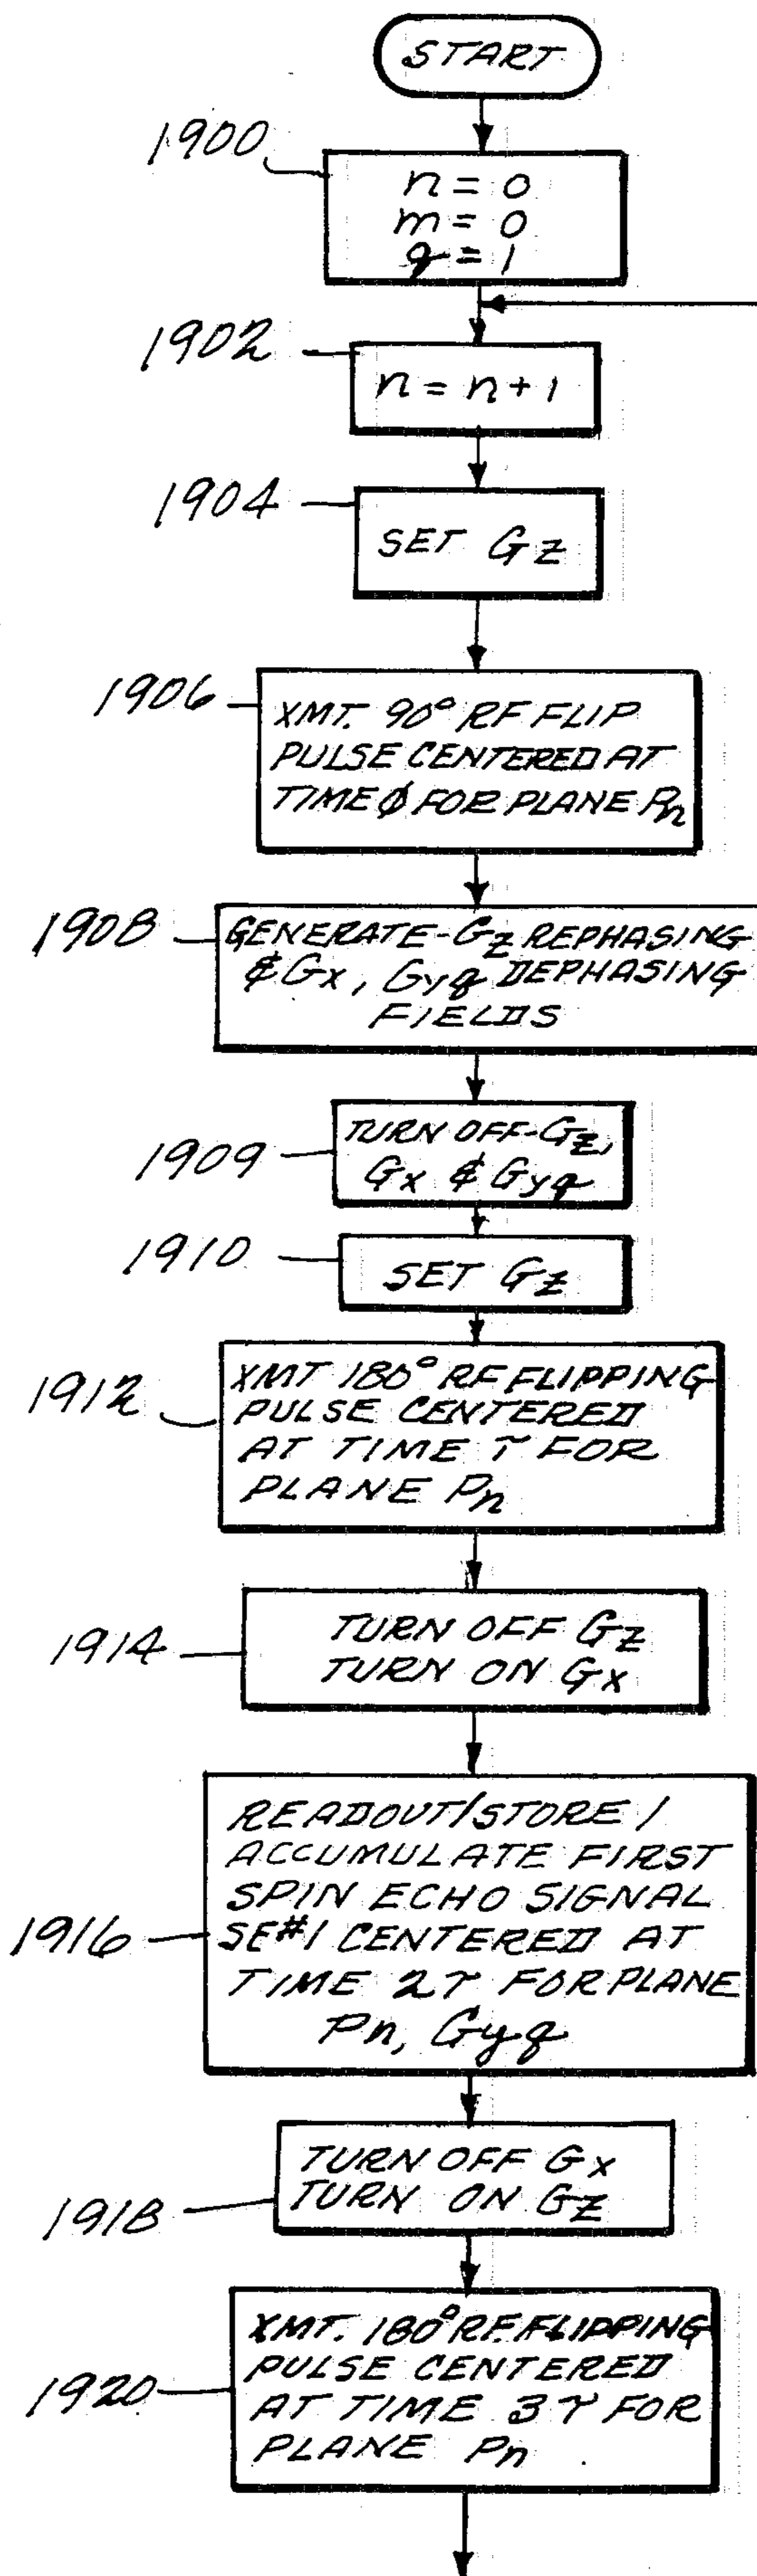 START
1900
n = 0
m = 0
q = 1
1902
n = n + 1
1904
SET Gz
1906
XMT. 90° RF FLIP
PULSE CENTERED AT
TIME ϕ FOR PLANE Pn
1908
GENERATE -Gz REPHASING
& Gx, Gyq DEPHASING
FIELDS
1909
TURN OFF -Gz,
Gx & Gyq
1910
SET Gz
1912
XMT 180° RF FLIPPING
PULSE CENTERED
AT TIME τ FOR
PLANE Pn
1914
TURN OFF Gz
TURN ON Gx
1916
READOUT/STORE/
ACCUMULATE FIRST
SPIN ECHO SIGNAL
SE#1 CENTERED AT
TIME 2τ FOR PLANE
Pn, Gyq
1918
TURN OFF Gx
TURN ON Gz
1920
XMT. 180° RF. FLIPPING
PULSE CENTERED
AT TIME 3τ FOR
PLANE Pn